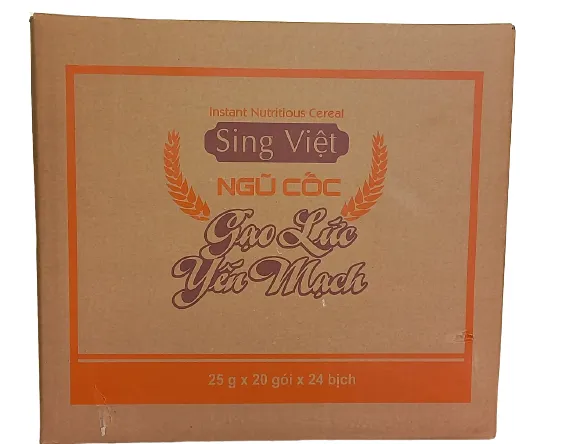 Instant Nutritious Cereal
Sing Việt
NGŨ CỐC
Gạo Lức
Yến Mạch
25 g x 20 gói x 24 bịch